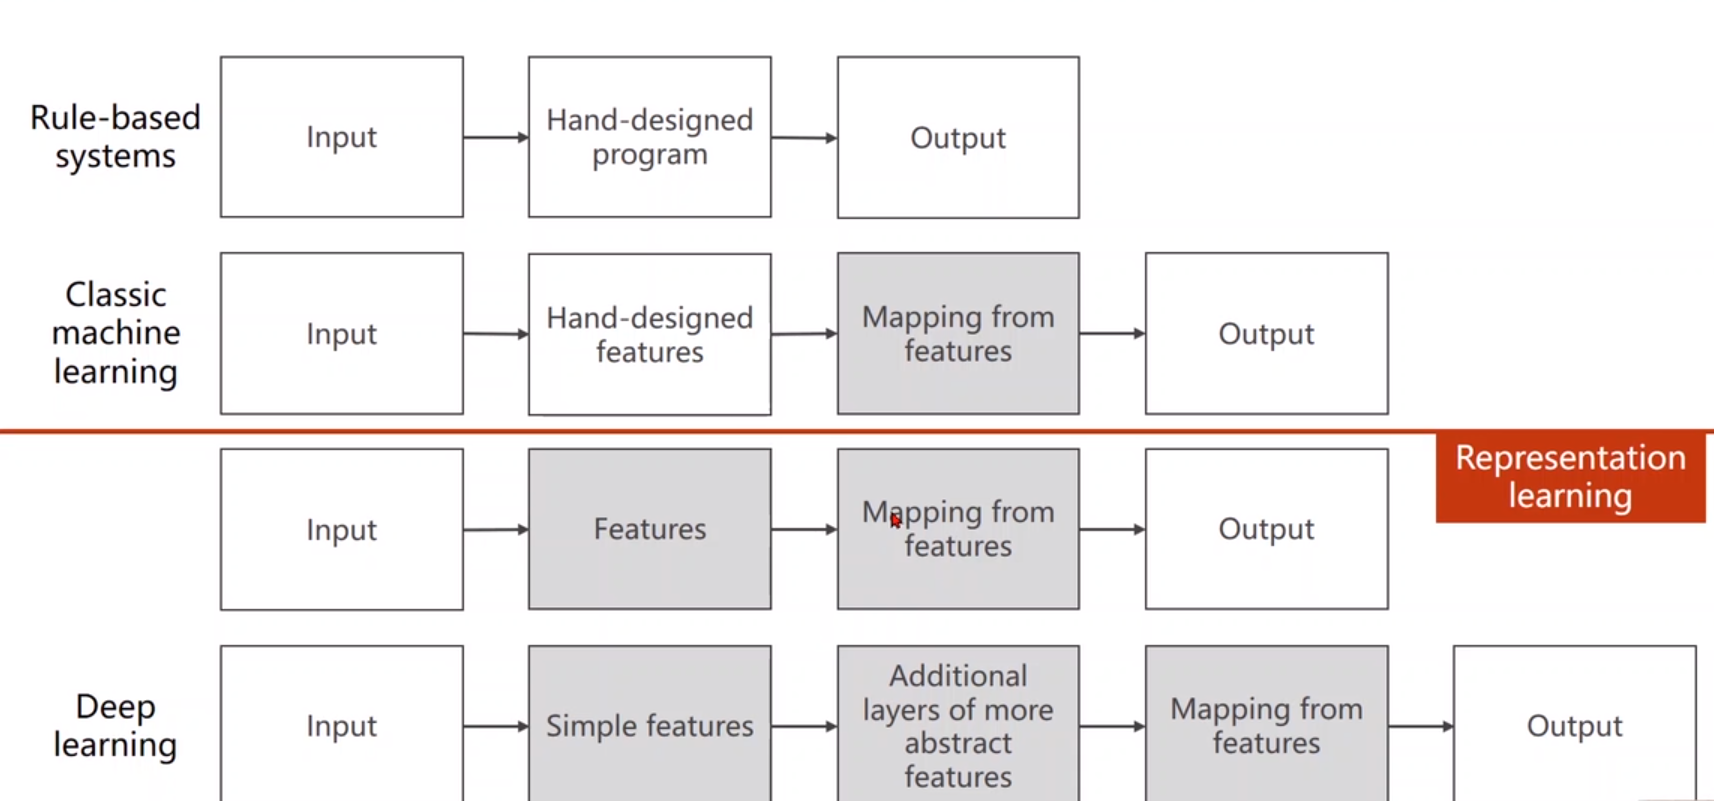 Rule-based
systems
Input
Hand-designed
program
Output
Classic
machine
learning
Input
Hand-designed
features
Mapping from
features
Output
Representation
learning
Input
Features
Mapping from
features
Output
Deep
learning
Input
Simple features
Additional
layers of more
abstract
features
Mapping from
features
Output